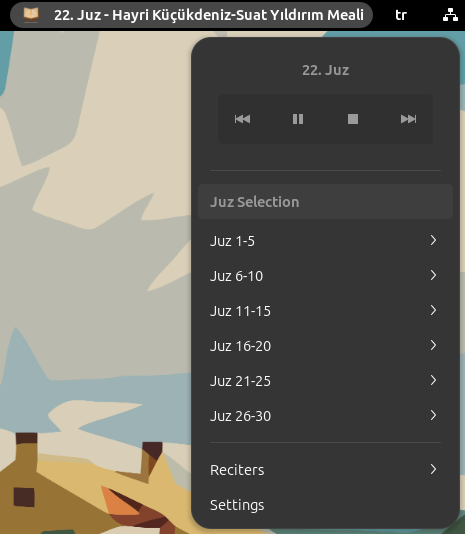 22. Juz - Hayri Küçükdeniz-Suat Yıldırım Meali tr
22. Juz
Juz Selection
Juz 1-5
Juz 6-10
Juz 11-15
Juz 16-20
Juz 21-25
Juz 26-30
Reciters
Settings